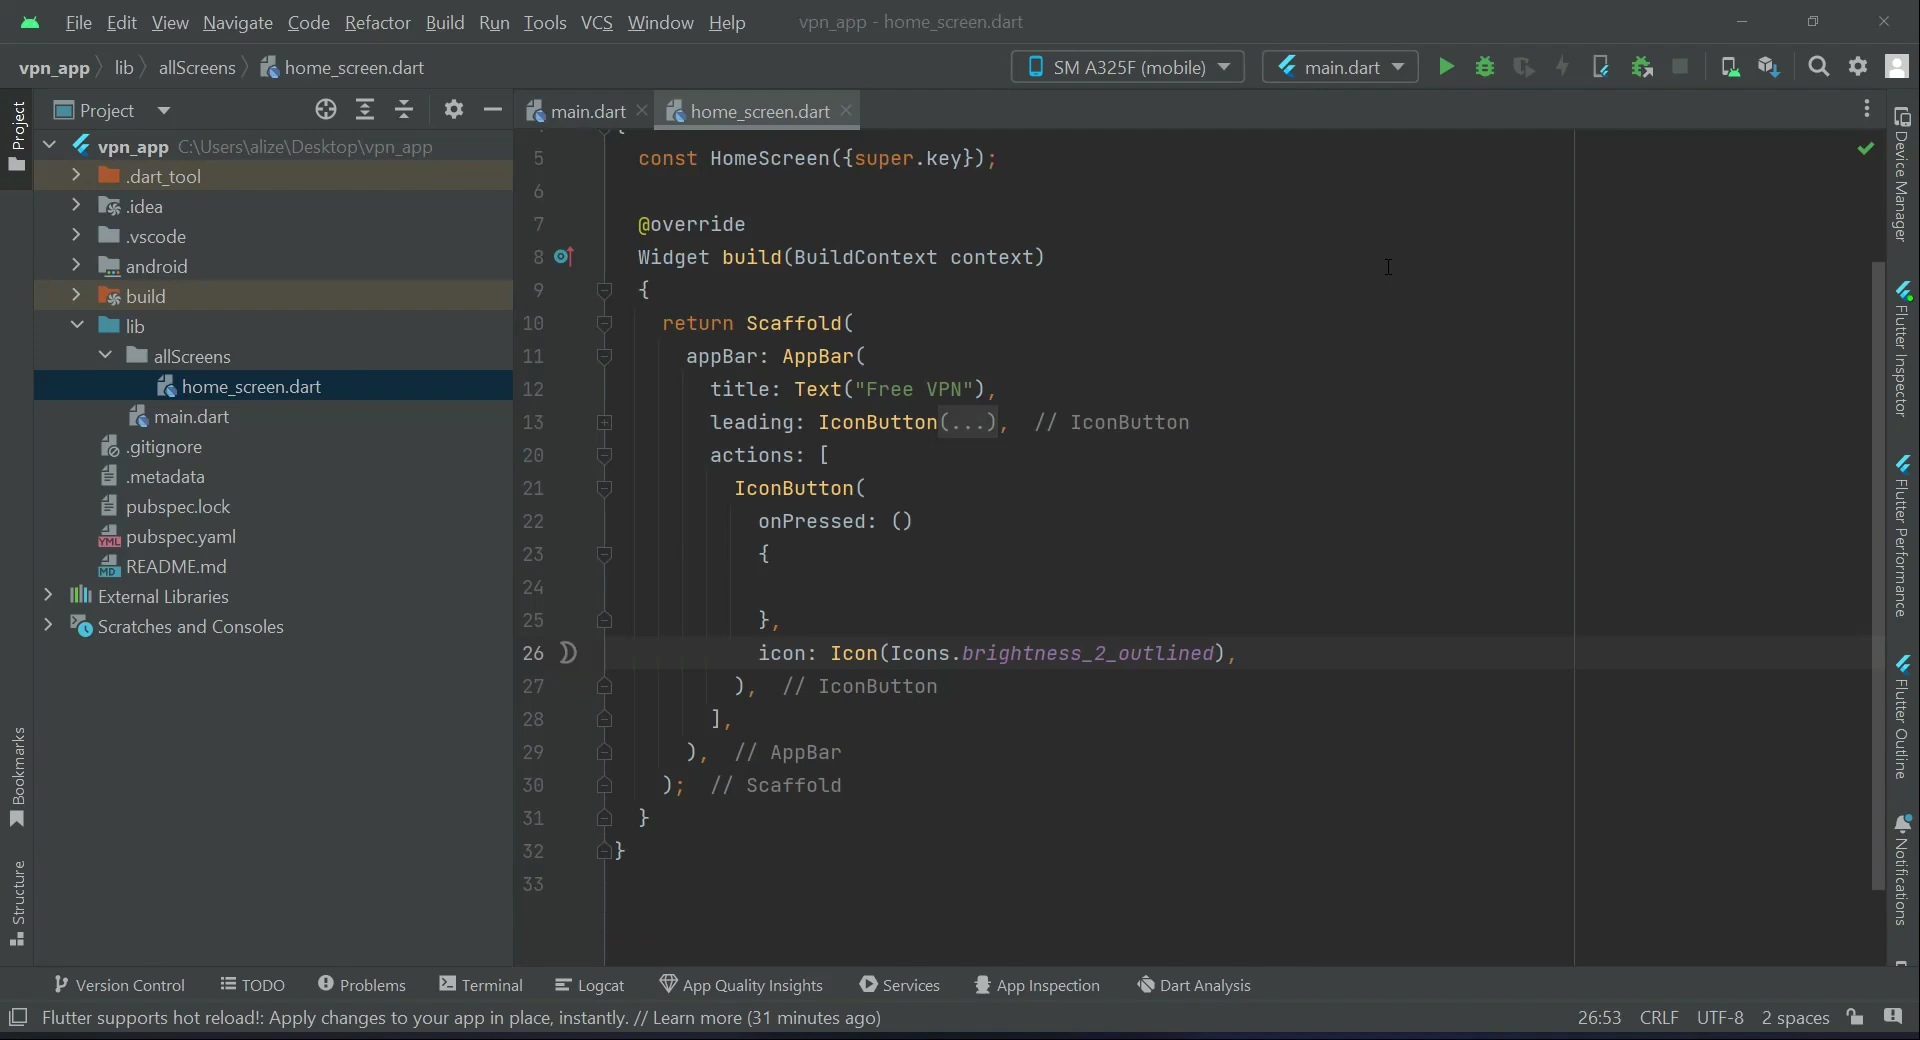 File Edit View Navigate Code Refactor Build Run Tools VCS Window Help vpn_app - home_screen.dart
vpn_app lib allScreens home_screen.dart SM A325F (mobile) main.dart
Project
Project
main.dart home_screen.dart
vpn_app C:\Users\alize\Desktop\vpn_app
.dart_tool
.idea
.vscode
android
build
lib
allScreens
home_screen.dart
main.dart
.gitignore
.metadata
pubspec.lock
pubspec.yaml
README.md
External Libraries
Scratches and Consoles
5 const HomeScreen({super.key});
6
7 @override
8 Widget build(BuildContext context)
9 {
10 return Scaffold(
11 appBar: AppBar(
12 title: Text("Free VPN"),
13 leading: IconButton(...), // IconButton
20 actions: [
21 IconButton(
22 onPressed: ()
23 {
24
25 },
26 icon: Icon(Icons.brightness_2_outlined),
27 ), // IconButton
28 ],
29 ), // AppBar
30 ); // Scaffold
31 }
32 }
33
Bookmarks
Structure
Device Manager
Flutter Inspector
Flutter Performance
Flutter Outline
Notifications
Version Control TODO Problems Terminal Logcat App Quality Insights Services App Inspection Dart Analysis
Flutter supports hot reload!: Apply changes to your app in place, instantly. // Learn more (31 minutes ago) 26:53 CRLF UTF-8 2 spaces